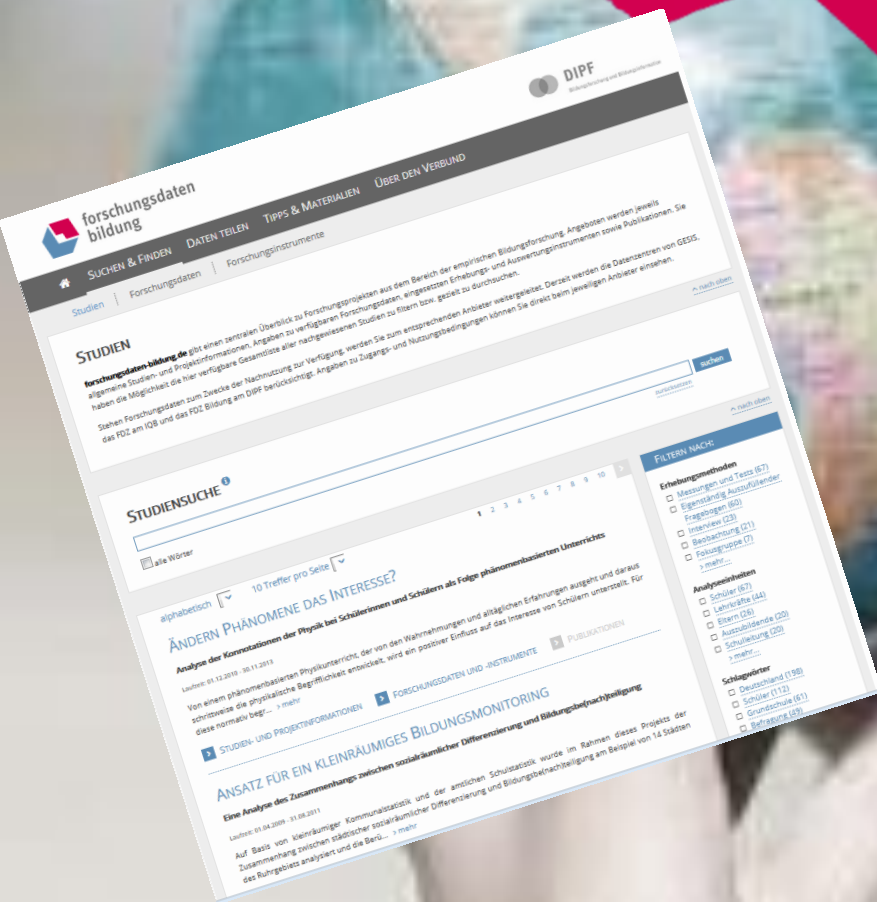 DIPF
Bildungsforschung und Bildungsinformation
forschungsdaten
bildung
SUCHEN & FINDEN DATEN TEILEN TIPPS & MATERIALIEN ÜBER DEN VERBUND
Studien | Forschungsdaten | Forschungsinstrumente
STUDIEN
forschungsdaten-bildung.de gibt einen zentralen Überblick zu Forschungsprojekten aus dem Bereich der empirischen Bildungsforschung. Angeboten werden jeweils
allgemeine Studien- und Projektinformationen, Angaben zu verfügbaren Forschungsdaten, eingesetzten Erhebungs- und Auswertungsinstrumenten sowie Publikationen. Sie
haben die Möglichkeit die hier verfügbare Gesamtliste aller nachgewiesenen Studien zu filtern bzw. gezielt zu durchsuchen.
Stehen Forschungsdaten zum Zwecke der Nachnutzung zur Verfügung, werden Sie zum entsprechenden Anbieter weitergeleitet. Derzeit werden die Datenzentren von GESIS,
das FDZ am IQB und das FDZ Bildung am DIPF berücksichtigt. Angaben zu Zugangs- und Nutzungsbedingungen können Sie direkt beim jeweiligen Anbieter einsehen.
^ nach oben
STUDIENSUCHE
suchen
zurücksetzen
alle Wörter
^ nach oben
1 2 3 4 5 6 7 8 9 10 >
alphabetisch 10 Treffer pro Seite
ÄNDERN PHÄNOMENE DAS INTERESSE?
Analyse der Konnotationen der Physik bei Schülerinnen und Schülern als Folge phänomenbasierten Unterrichts
Laufzeit: 01.12.2010 - 30.11.2013
Von einem phänomenbasierten Physikunterricht, der von den Wahrnehmungen und alltäglichen Erfahrungen ausgeht und daraus
schrittweise die physikalische Begrifflichkeit entwickelt, wird ein positiver Einfluss auf das Interesse von Schülern unterstellt. Für
diese normativ begr... > mehr
> STUDIEN- UND PROJEKTINFORMATIONEN > FORSCHUNGSDATEN UND -INSTRUMENTE > PUBLIKATIONEN
ANSATZ FÜR EIN KLEINRÄUMIGES BILDUNGSMONITORING
Eine Analyse des Zusammenhangs zwischen sozialräumlicher Differenzierung und Bildungsbe(nach)teiligung
Laufzeit: 01.04.2009 - 31.08.2011
Auf Basis von kleinräumiger Kommunalstatistik und der amtlichen Schulstatistik wurde im Rahmen dieses Projekts der
Zusammenhang zwischen städtischer sozialräumlicher Differenzierung und Bildungsbe(nach)teiligung am Beispiel von 14 Städten
des Ruhrgebiets analysiert und die Berü... > mehr
FILTERN NACH:
Erhebungsmethoden
Messungen und Tests (67)
Eigenständig Auszufüllender
Fragebogen (60)
Interview (23)
Beobachtung (21)
Fokusgruppe (7)
> mehr...
Analyseeinheiten
Schüler (67)
Lehrkräfte (44)
Eltern (26)
Auszubildende (20)
Schulleitung (20)
> mehr...
Schlagwörter
Deutschland (198)
Schüler (112)
Grundschule (61)
Befragung (49)